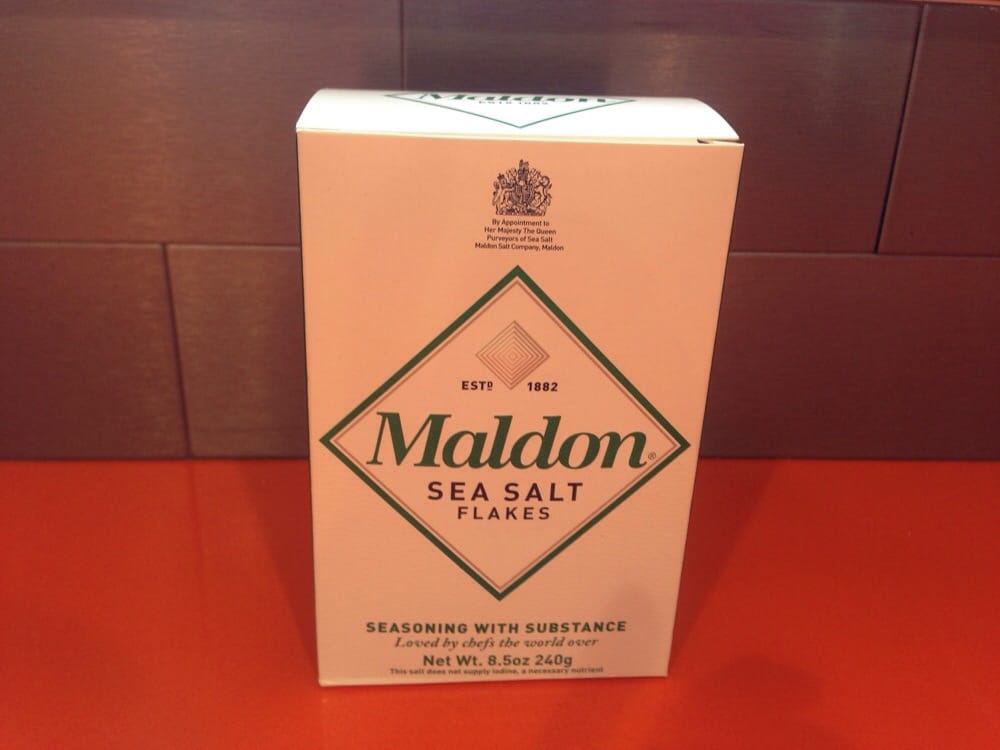 Maldon
By Appointment to
Her Majesty The Queen
Purveyors of Sea Salt
Maldon Salt Company, Maldon
ESTD 1882
Maldon®
SEA SALT
FLAKES
SEASONING WITH SUBSTANCE
Loved by chefs the world over
Net Wt. 8.5oz 240g
This salt does not supply iodine, a necessary nutrient